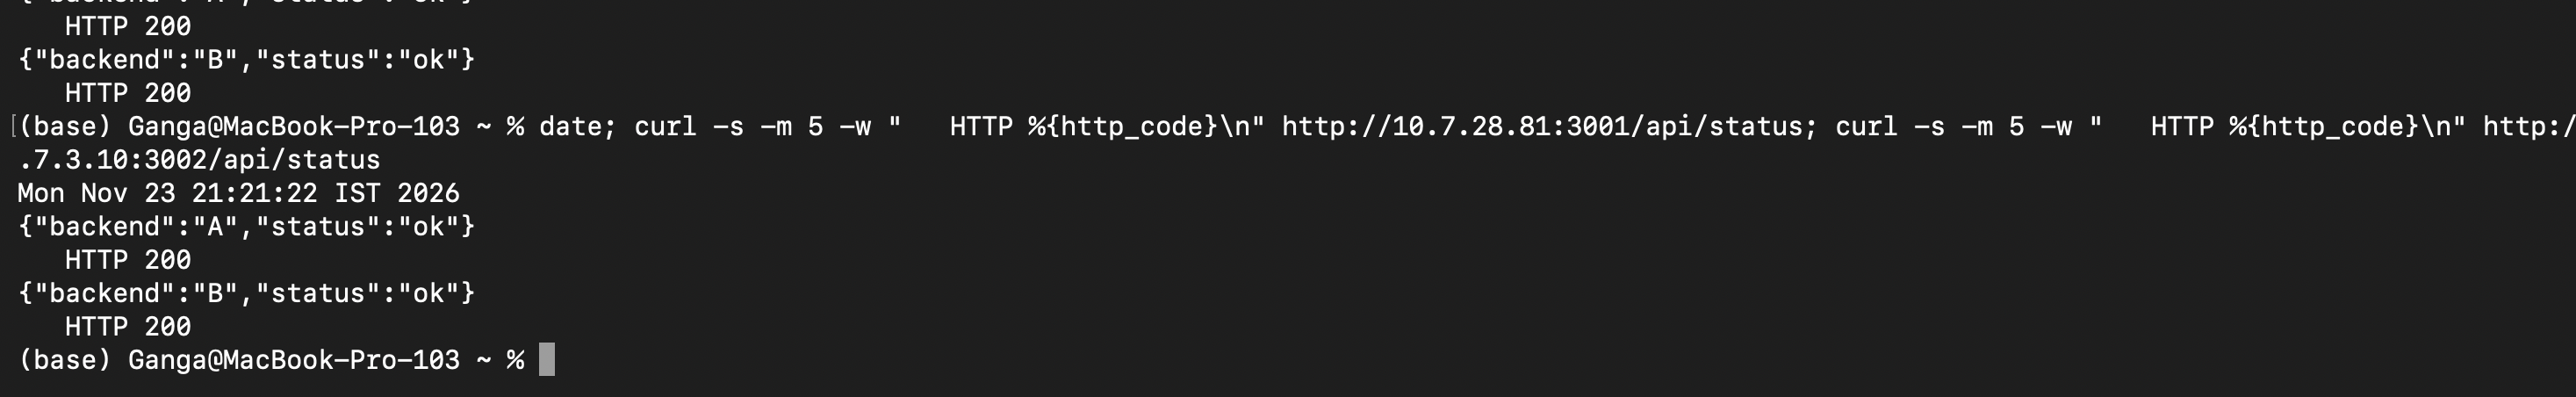 HTTP 200
{"backend":"B","status":"ok"}
HTTP 200
[(base) Ganga@MacBook-Pro-103 ~ % date; curl -s -m 5 -w "   HTTP %{http_code}\n" http://10.7.28.81:3001/api/status; curl -s -m 5 -w "   HTTP %{http_code}\n" http:/
.7.3.10:3002/api/status
Mon Nov 23 21:21:22 IST 2026
{"backend":"A","status":"ok"}
HTTP 200
{"backend":"B","status":"ok"}
HTTP 200
(base) Ganga@MacBook-Pro-103 ~ %